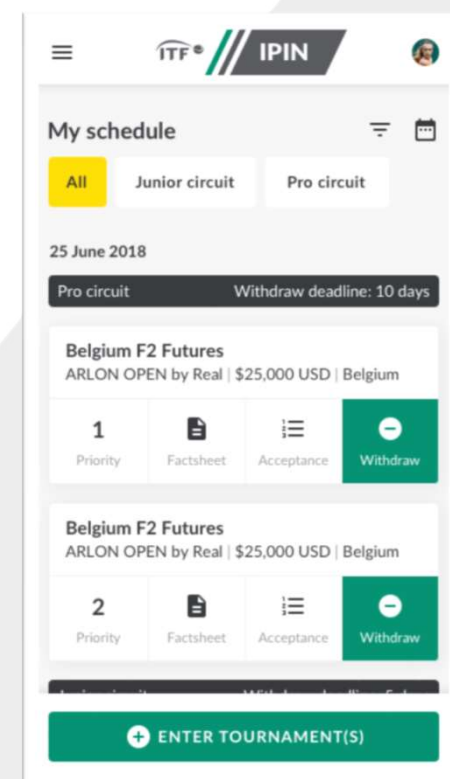 ITF IPIN
My schedule
All Junior circuit Pro circuit
25 June 2018
Pro circuit Withdraw deadline: 10 days
Belgium F2 Futures
ARLON OPEN by Real | $25,000 USD | Belgium
1
Priority Factsheet Acceptance Withdraw
Belgium F2 Futures
ARLON OPEN by Real | $25,000 USD | Belgium
2
Priority Factsheet Acceptance Withdraw
ENTER TOURNAMENT(S)